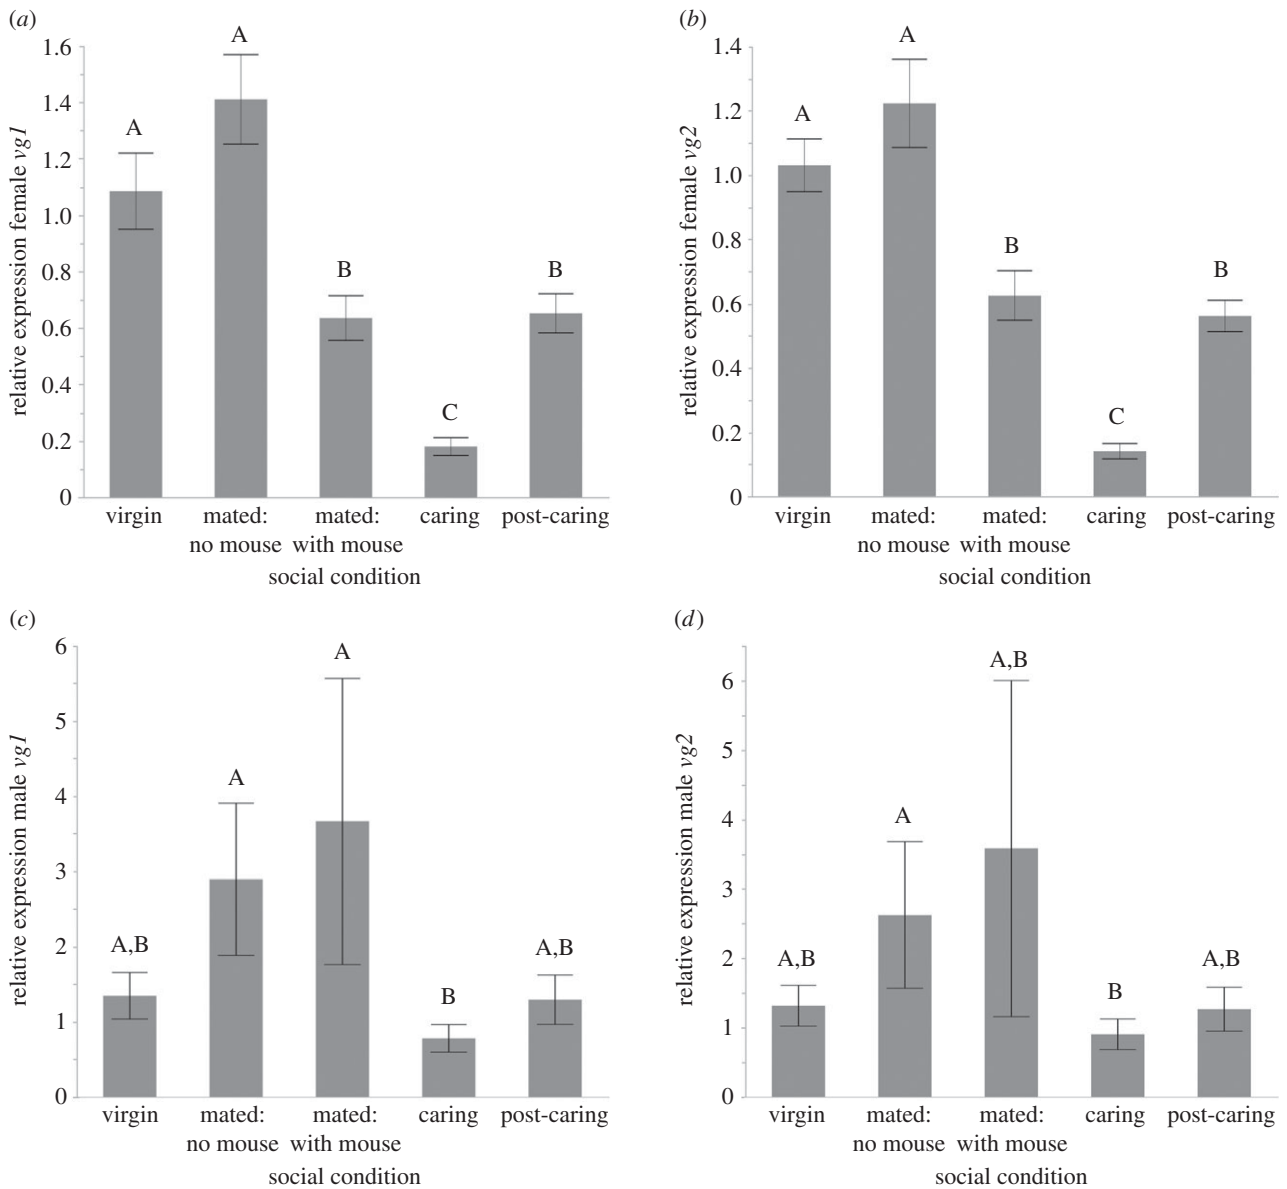 (a)
relative expression female vg1
1.6
1.4
1.2
1.0
0.8
0.6
0.4
0.2
0
A
A
B
C
B
virgin mated: mated: caring post-caring
no mouse with mouse
social condition
(b)
relative expression female vg2
1.4
1.2
1.0
0.8
0.6
0.4
0.2
0
A
A
B
C
B
virgin mated: mated: caring post-caring
no mouse with mouse
social condition
(c)
relative expression male vg1
6
5
4
3
2
1
0
A,B
A
A
B
A,B
virgin mated: mated: caring post-caring
no mouse with mouse
social condition
(d)
relative expression male vg2
6
5
4
3
2
1
0
A,B
A
A,B
B
A,B
virgin mated: mated: caring post-caring
no mouse with mouse
social condition